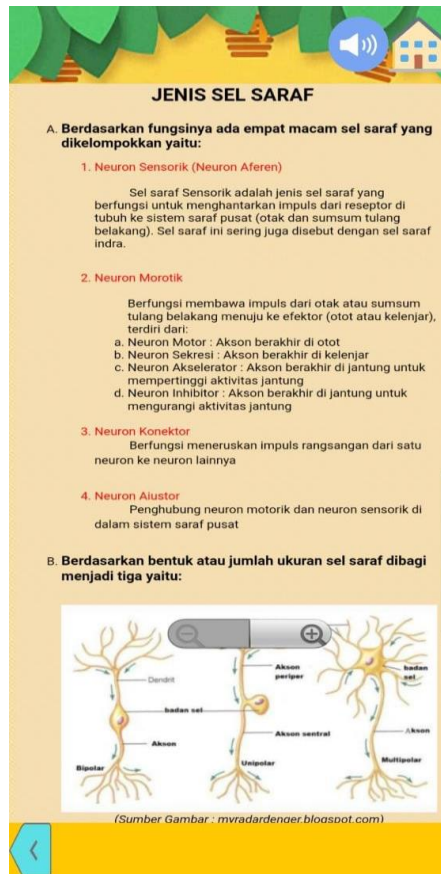 JENIS SEL SARAF
A. Berdasarkan fungsinya ada empat macam sel saraf yang
dikelompokkan yaitu:
1. Neuron Sensorik (Neuron Aferen)
Sel saraf Sensorik adalah jenis sel saraf yang
berfungsi untuk menghantarkan impuls dari reseptor di
tubuh ke sistem saraf pusat (otak dan sumsum tulang
belakang). Sel saraf ini sering juga disebut dengan sel saraf
indra.
2. Neuron Morotik
Berfungsi membawa impuls dari otak atau sumsum
tulang belakang menuju ke efektor (otot atau kelenjar),
terdiri dari:
a. Neuron Motor : Akson berakhir di otot
b. Neuron Sekresi : Akson berakhir di kelenjar
c. Neuron Akselerator : Akson berakhir di jantung untuk
mempertinggi aktivitas jantung
d. Neuron Inhibitor : Akson berakhir di jantung untuk
mengurangi aktivitas jantung
3. Neuron Konektor
Berfungsi meneruskan impuls rangsangan dari satu
neuron ke neuron lainnya
4. Neuron Aiustor
Penghubung neuron motorik dan neuron sensorik di
dalam sistem saraf pusat
B. Berdasarkan bentuk atau jumlah ukuran sel saraf dibagi
menjadi tiga yaitu:
Dendrit
badan sel
Akson
Bipolar
Akson
periper
Akson sentral
Unipolar
badan
sel
Akson
Multipolar
(Sumber Gambar : myradardenger.blogspot.com)